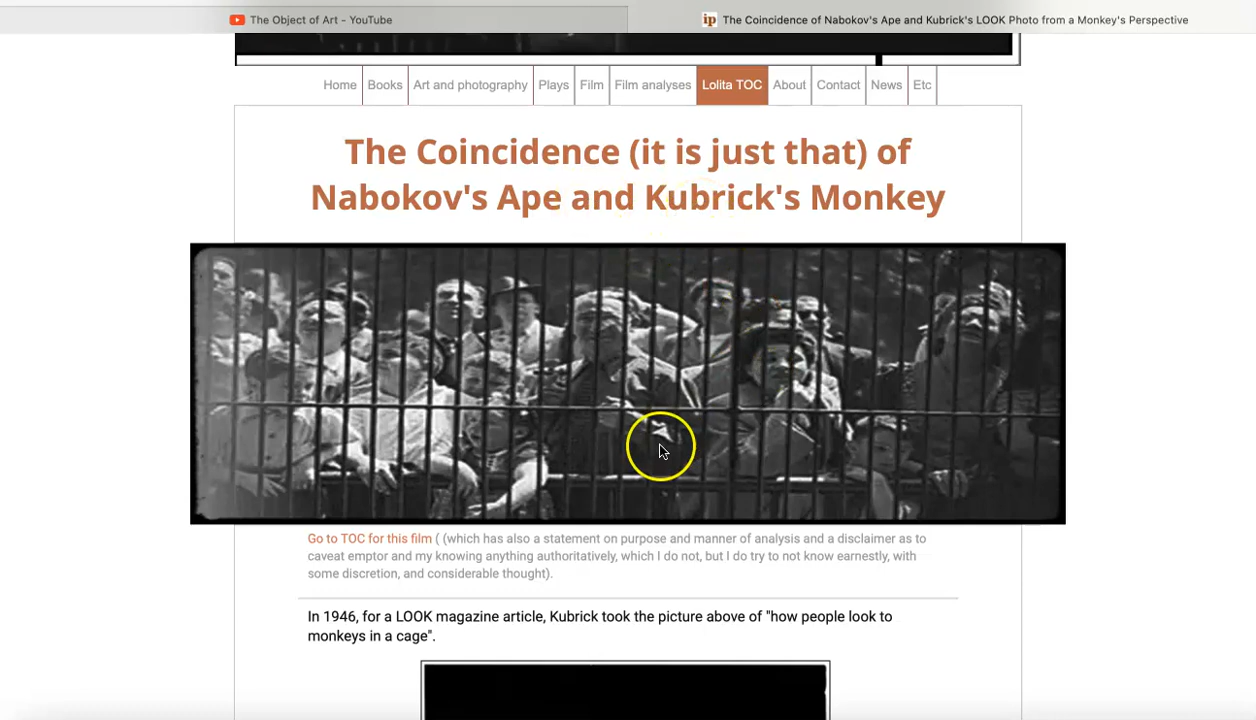 The Object of Art - YouTube
ip The Coincidence of Nabokov's Ape and Kubrick's LOOK Photo from a Monkey's Perspective
Home Books Art and photography Plays Film Film analyses Lolita TOC About Contact News Etc
The Coincidence (it is just that) of
Nabokov's Ape and Kubrick's Monkey
Go to TOC for this film ( (which has also a statement on purpose and manner of analysis and a disclaimer as to
caveat emptor and my knowing anything authoritatively, which I do not, but I do try to not know earnestly, with
some discretion, and considerable thought).
In 1946, for a LOOK magazine article, Kubrick took the picture above of "how people look to
monkeys in a cage".